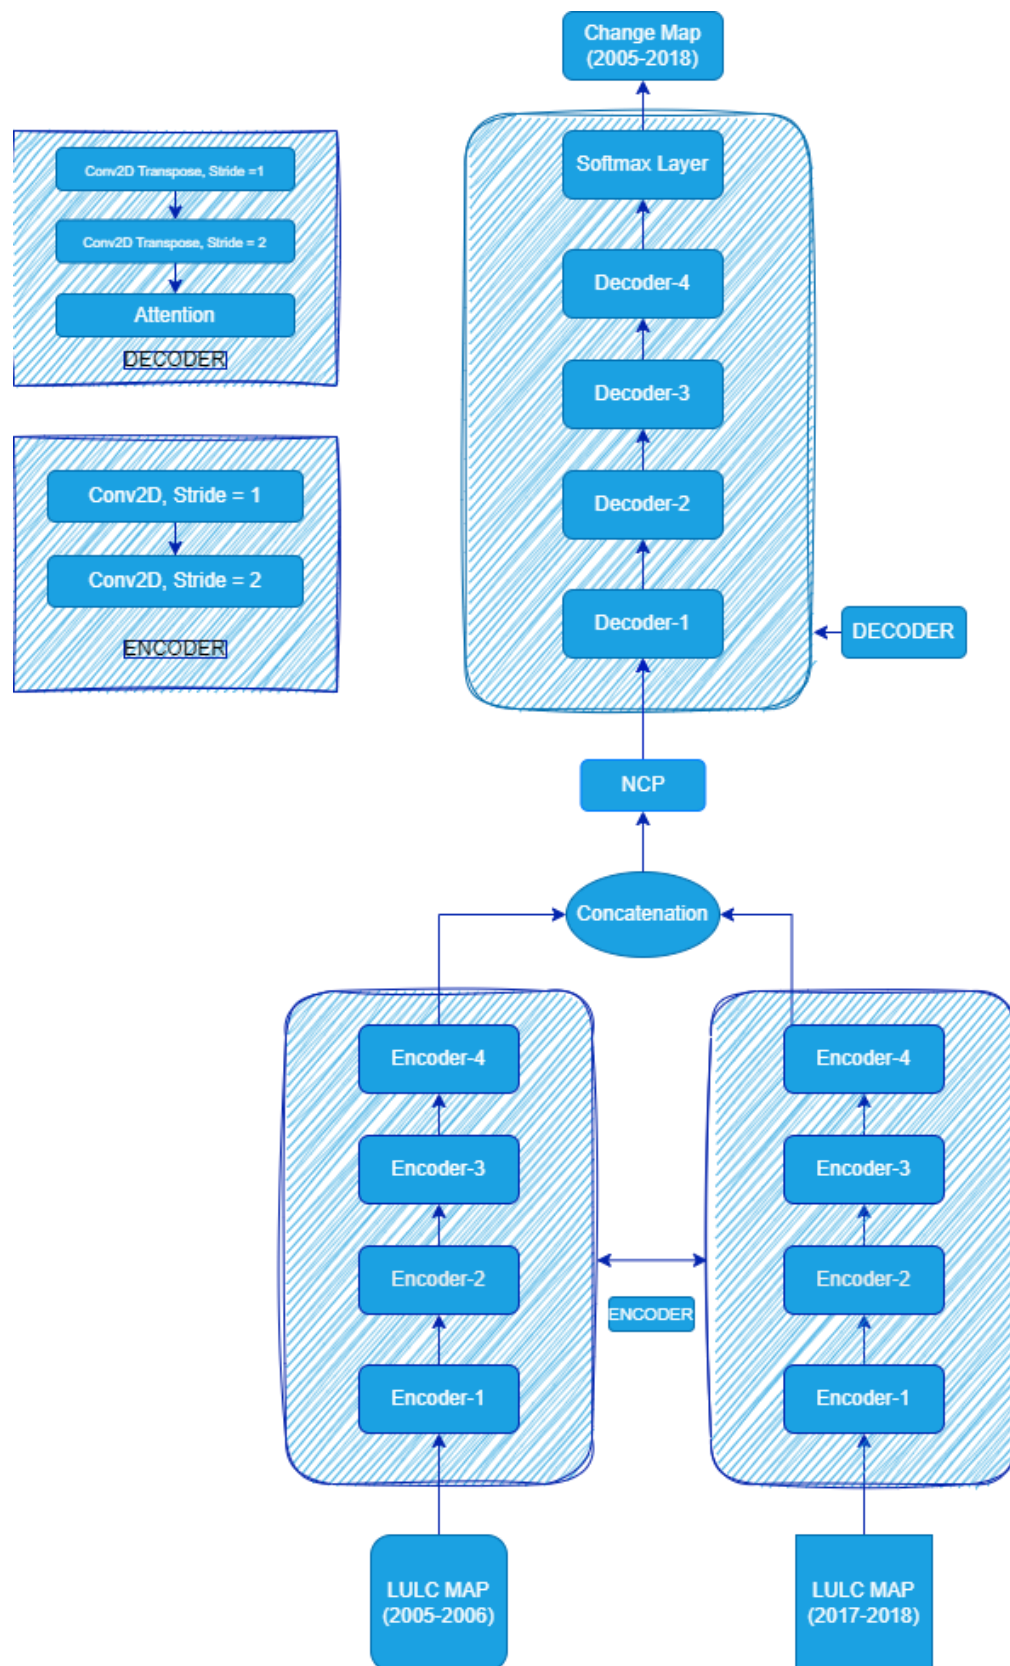 Change Map
(2005-2018)
Softmax Layer
Decoder-4
Decoder-3
Decoder-2
Decoder-1
DECODER
Conv2D Transpose, Stride =1
Conv2D Transpose, Stride = 2
Attention
DECODER
Conv2D, Stride = 1
Conv2D, Stride = 2
ENCODER
NCP
Concatenation
Encoder-4
Encoder-3
Encoder-2
Encoder-1
ENCODER
Encoder-4
Encoder-3
Encoder-2
Encoder-1
LULC MAP
(2005-2006)
LULC MAP
(2017-2018)